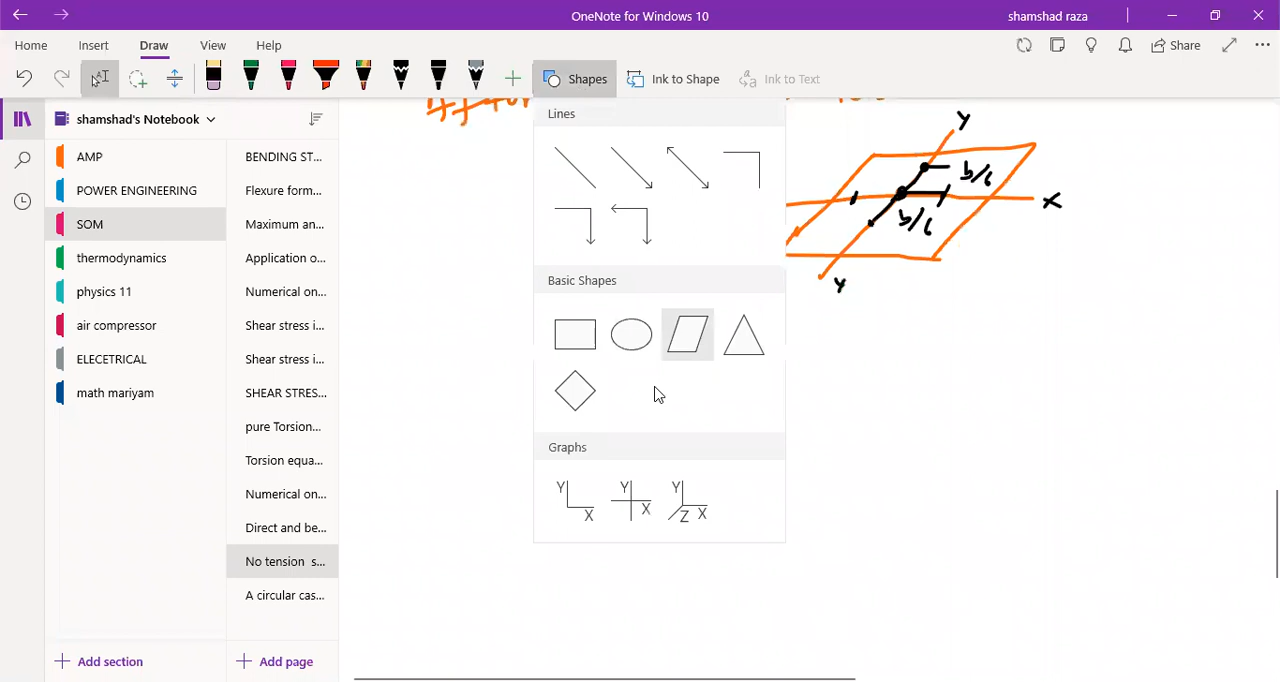 OneNote for Windows 10
shamshad raza
Home Insert Draw View Help
Share
Shapes
Ink to Shape
Ink to Text
shamshad's Notebook
AMP
POWER ENGINEERING
SOM
thermodynamics
physics 11
air compressor
ELECETRICAL
math mariyam
Add section
BENDING ST...
Flexure form...
Maximum an...
Application o...
Numerical on...
Shear stress i...
Shear stress i...
SHEAR STRES...
pure Torsion...
Torsion equa...
Numerical on...
Direct and be...
No tension s...
A circular cas...
Add page
Lines
Basic Shapes
Graphs
Y X
Y X
Y Z X
y
b/6
x
b/6
y